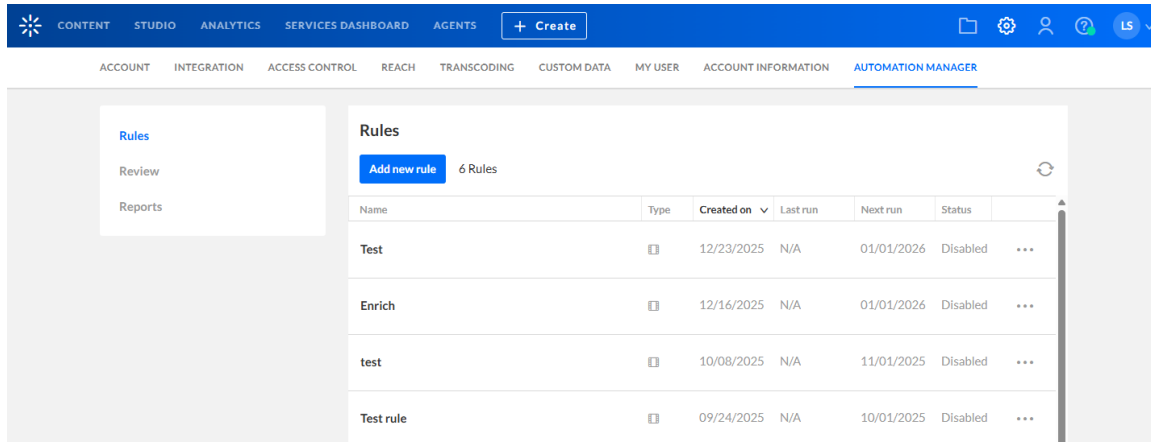 CONTENT STUDIO ANALYTICS SERVICES DASHBOARD AGENTS + Create ? LS
ACCOUNT INTEGRATION ACCESS CONTROL REACH TRANSCODING CUSTOM DATA MY USER ACCOUNT INFORMATION AUTOMATION MANAGER
Rules
Review
Reports
Rules
Add new rule 6 Rules
Name Type Created on Last run Next run Status
Test 12/23/2025 N/A 01/01/2026 Disabled
Enrich 12/16/2025 N/A 01/01/2026 Disabled
test 10/08/2025 N/A 11/01/2025 Disabled
Test rule 09/24/2025 N/A 10/01/2025 Disabled